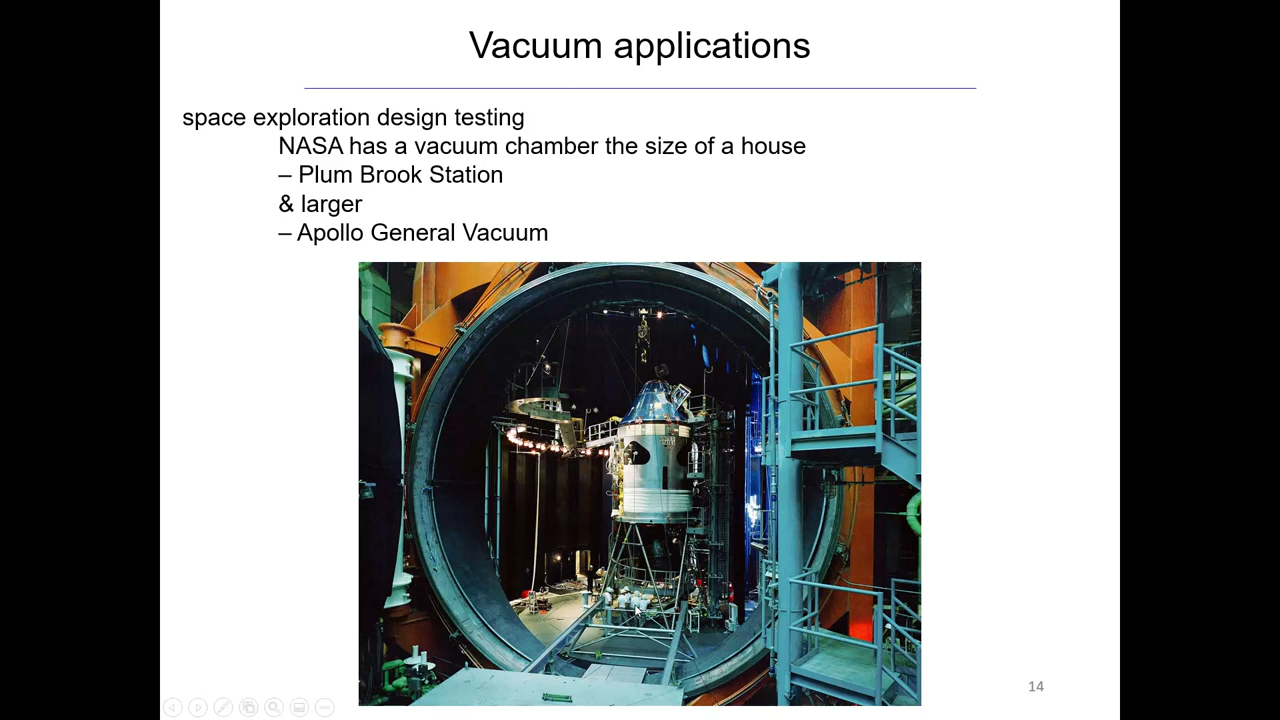 Vacuum applications
space exploration design testing
NASA has a vacuum chamber the size of a house
– Plum Brook Station
& larger
– Apollo General Vacuum
14